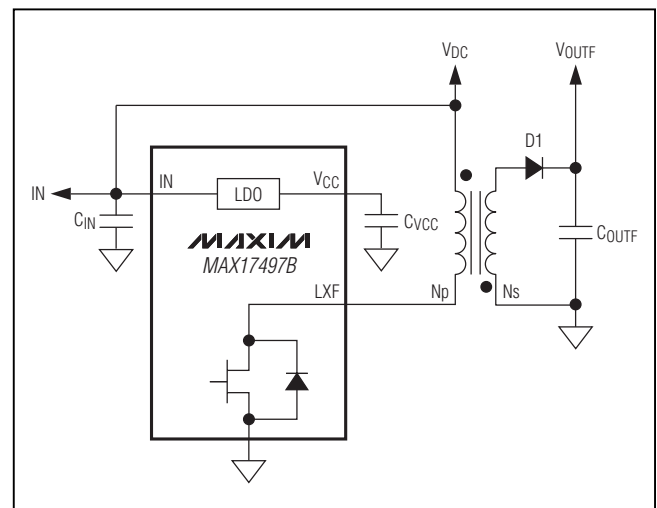 VDC
VOUTF
D1
IN
IN
LDO
VCC
CIN
CVCC
COUTF
MAXIM
MAX17497B
LXF
Np
Ns